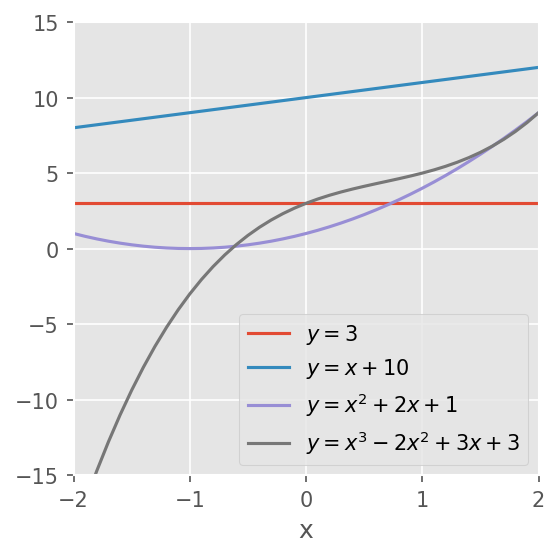 15
10
5
0
−5
−10
−15
−2 −1 0 1 2
x
y = 3
y = x + 10
y = x² + 2x + 1
y = x³ − 2x² + 3x + 3